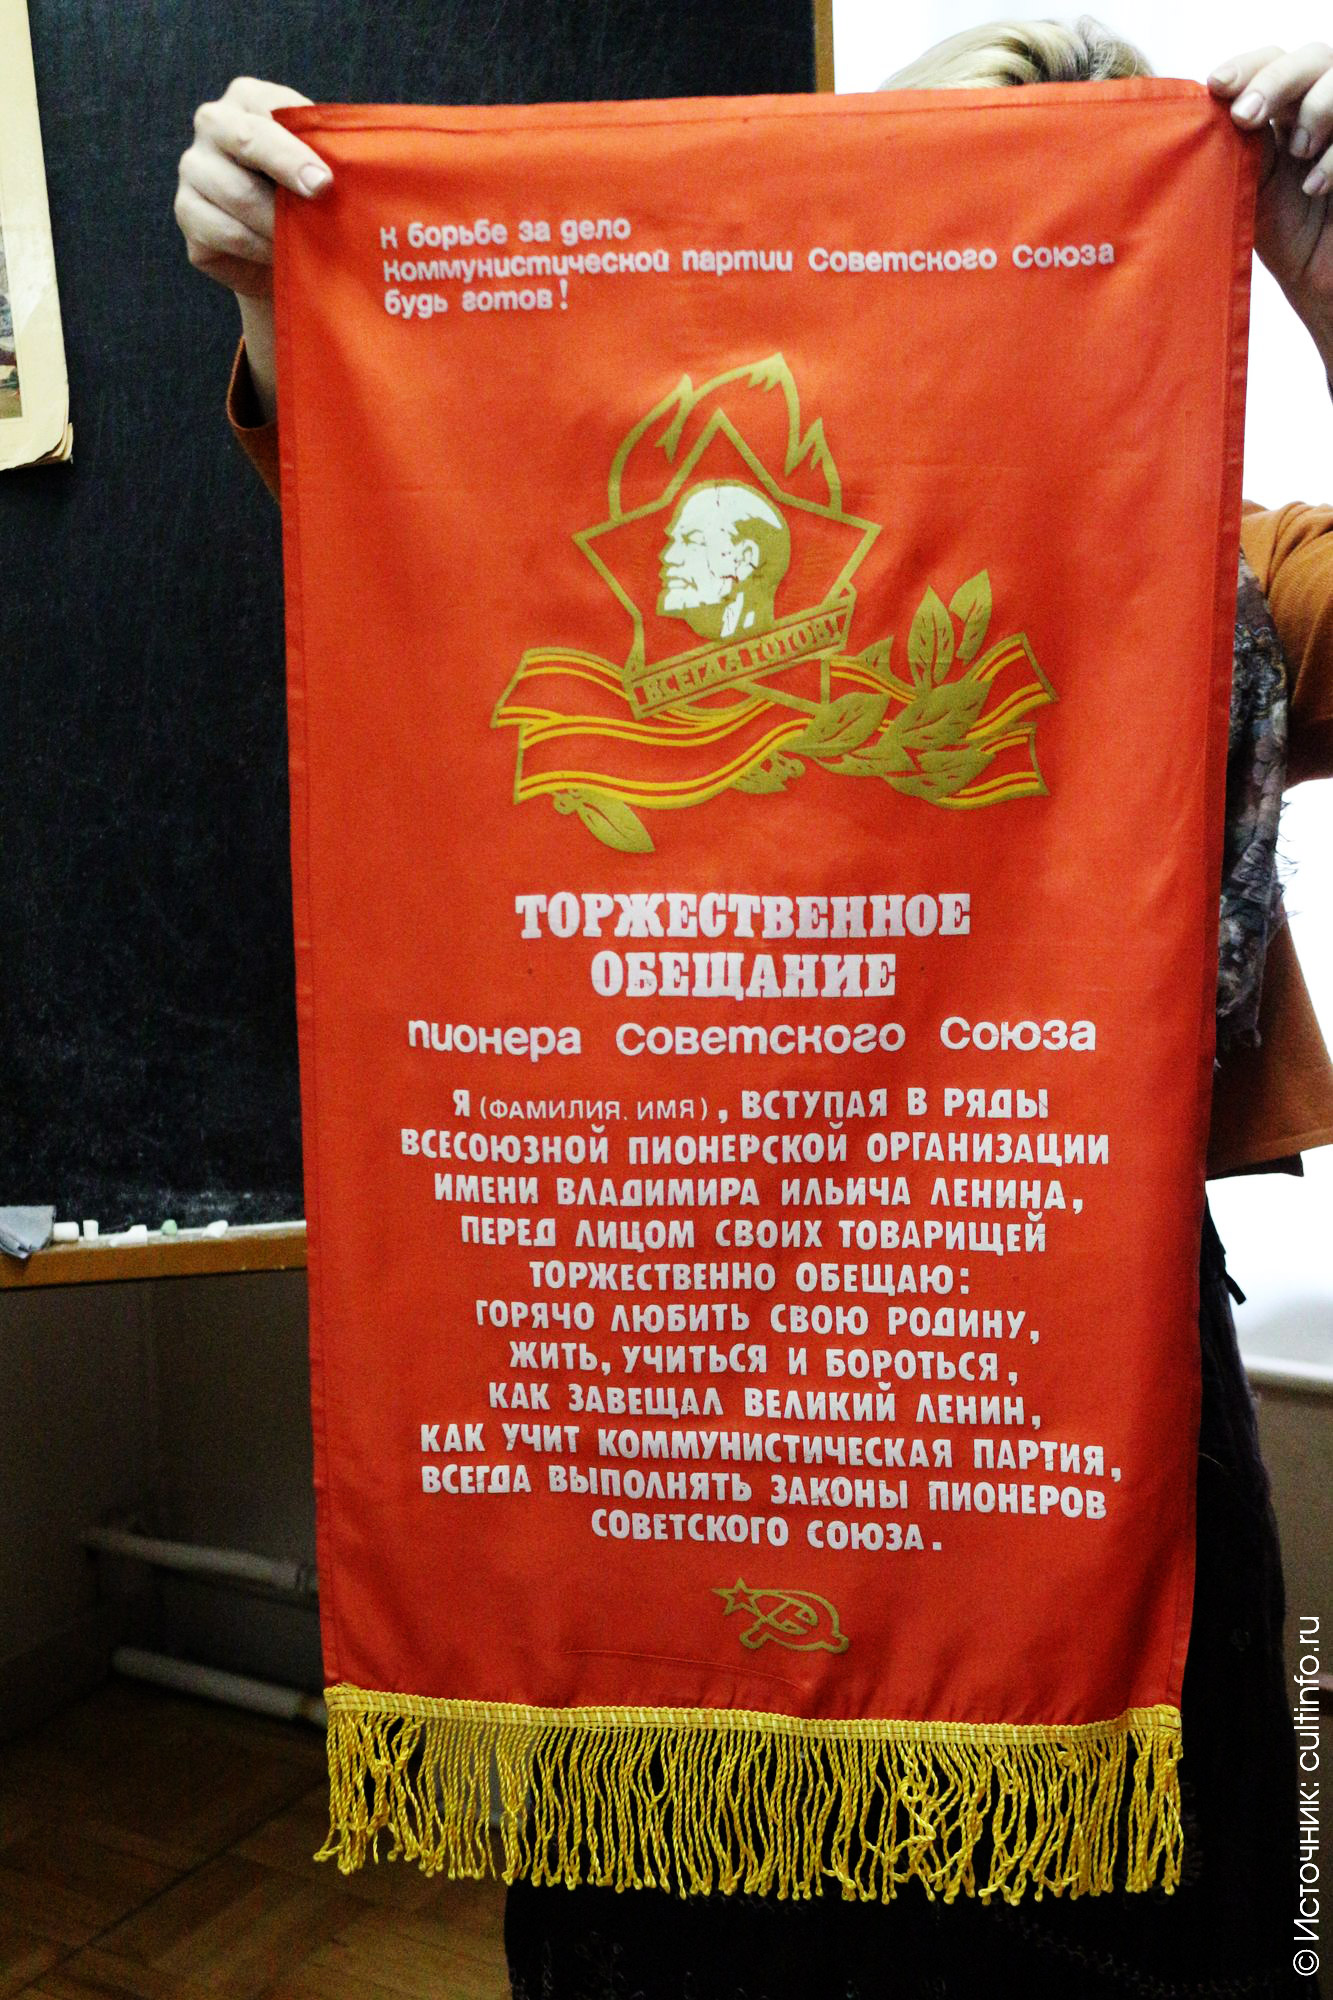 к борьбе за дело
Коммунистической партии Советского Союза
будь готов!
ВСЕГДА ГОТОВ!
ТОРЖЕСТВЕННОЕ
ОБЕЩАНИЕ
пионера Советского Союза
Я (ФАМИЛИЯ, ИМЯ), ВСТУПАЯ В РЯДЫ
ВСЕСОЮЗНОЙ ПИОНЕРСКОЙ ОРГАНИЗАЦИИ
ИМЕНИ ВЛАДИМИРА ИЛЬИЧА ЛЕНИНА,
ПЕРЕД ЛИЦОМ СВОИХ ТОВАРИЩЕЙ
ТОРЖЕСТВЕННО ОБЕЩАЮ:
ГОРЯЧО ЛЮБИТЬ СВОЮ РОДИНУ,
ЖИТЬ, УЧИТЬСЯ И БОРОТЬСЯ,
КАК ЗАВЕЩАЛ ВЕЛИКИЙ ЛЕНИН,
КАК УЧИТ КОММУНИСТИЧЕСКАЯ ПАРТИЯ,
ВСЕГДА ВЫПОЛНЯТЬ ЗАКОНЫ ПИОНЕРОВ
СОВЕТСКОГО СОЮЗА.
© Источник: cultinfo.ru